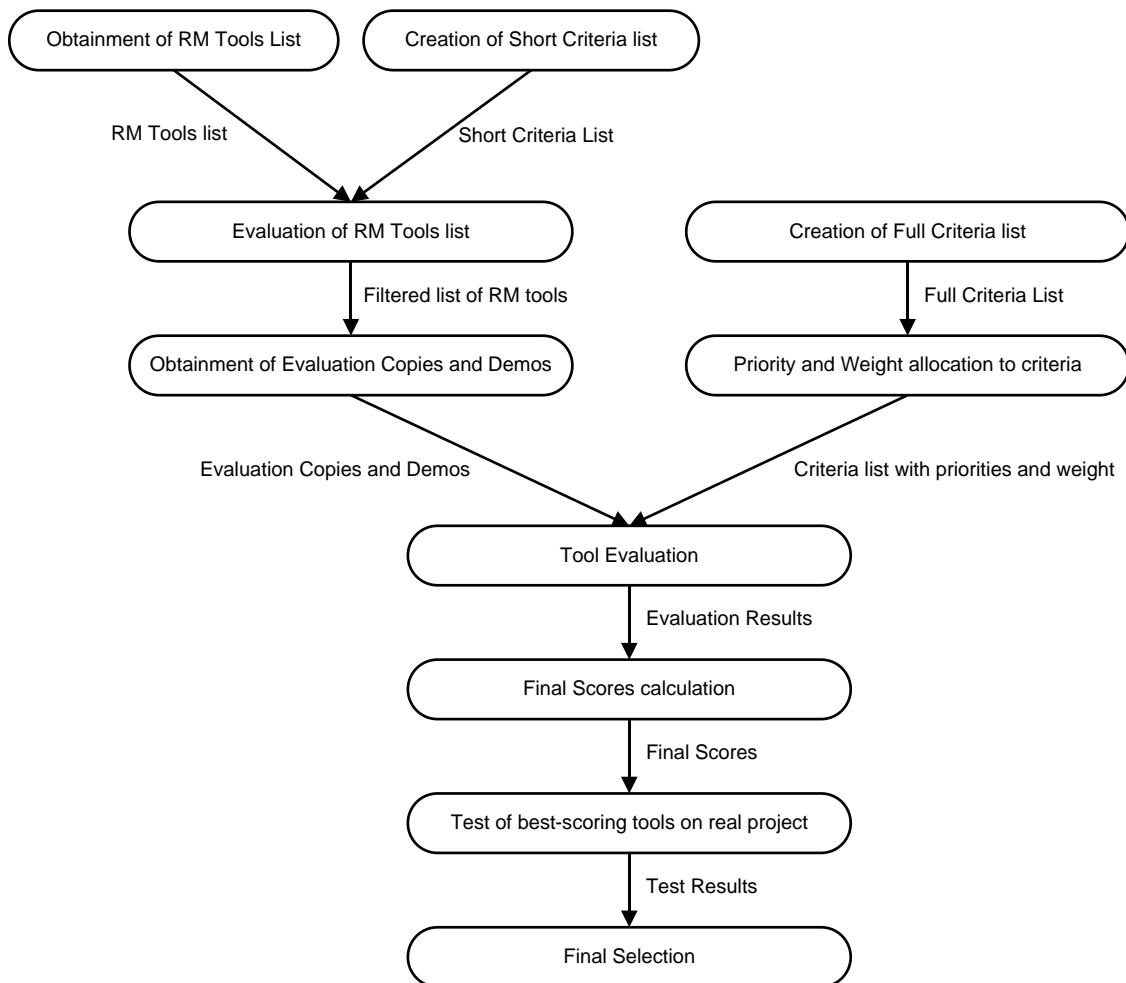 Obtainment of RM Tools List
Creation of Short Criteria list
RM Tools list
Short Criteria List
Evaluation of RM Tools list
Creation of Full Criteria list
Filtered list of RM tools
Full Criteria List
Obtainment of Evaluation Copies and Demos
Priority and Weight allocation to criteria
Evaluation Copies and Demos
Criteria list with priorities and weight
Tool Evaluation
Evaluation Results
Final Scores calculation
Final Scores
Test of best-scoring tools on real project
Test Results
Final Selection